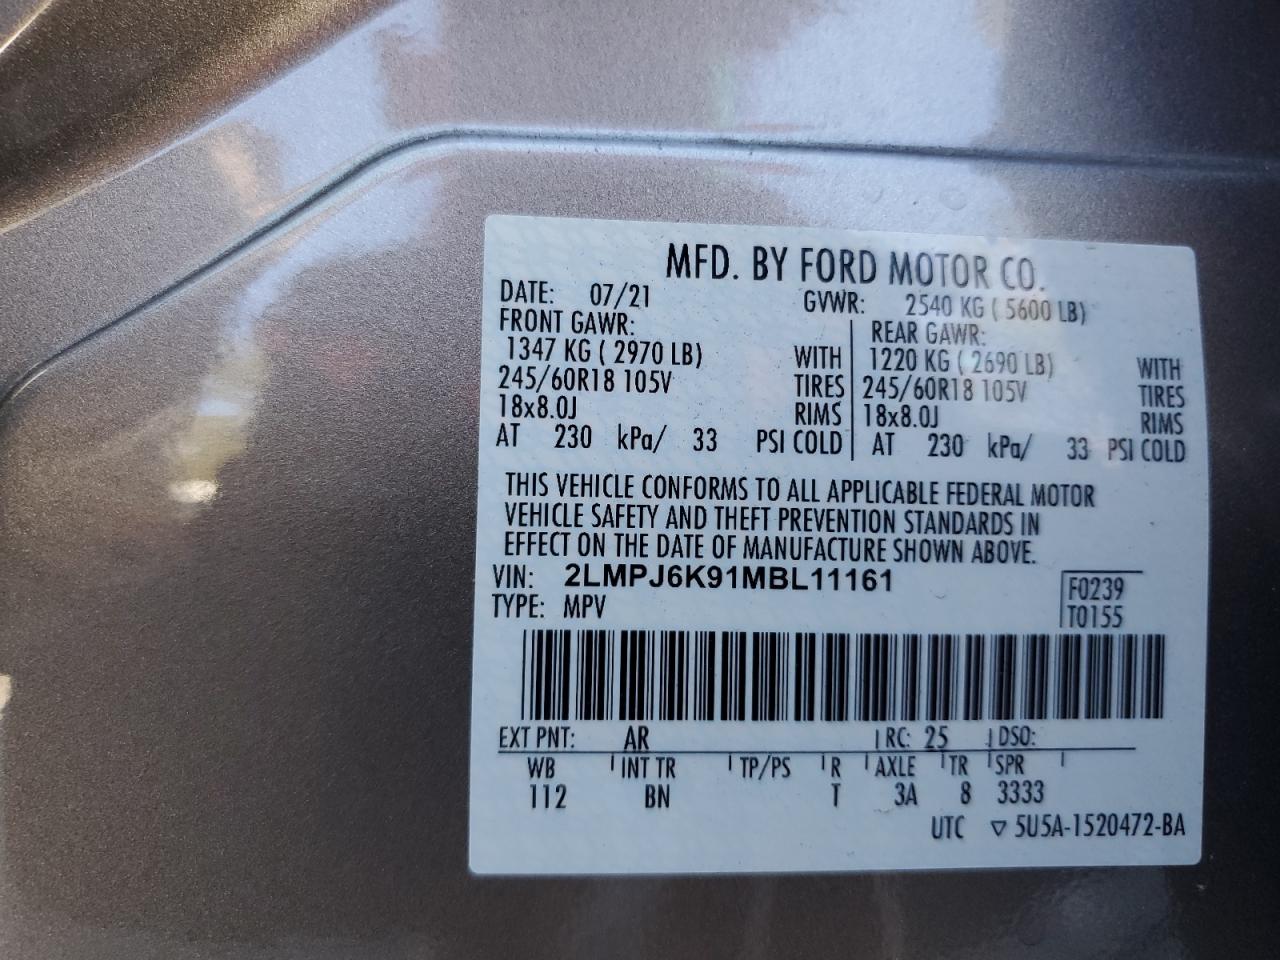 MFD. BY FORD MOTOR CO.
DATE: 07/21 GVWR: 2540 KG ( 5600 LB)
FRONT GAWR: REAR GAWR:
1347 KG ( 2970 LB) WITH 1220 KG ( 2690 LB) WITH
245/60R18 105V TIRES 245/60R18 105V TIRES
18x8.0J RIMS 18x8.0J RIMS
AT 230 kPa/ 33 PSI COLD AT 230 kPa/ 33 PSI COLD
THIS VEHICLE CONFORMS TO ALL APPLICABLE FEDERAL MOTOR
VEHICLE SAFETY AND THEFT PREVENTION STANDARDS IN
EFFECT ON THE DATE OF MANUFACTURE SHOWN ABOVE.
VIN: 2LMPJ6K91MBL11161 F0239
TYPE: MPV T0155
EXT PNT: AR RC: 25 DSO:
WB INT TR TP/PS R AXLE TR SPR
112 BN T 3A 8 3333
UTC ▽ 5U5A-1520472-BA